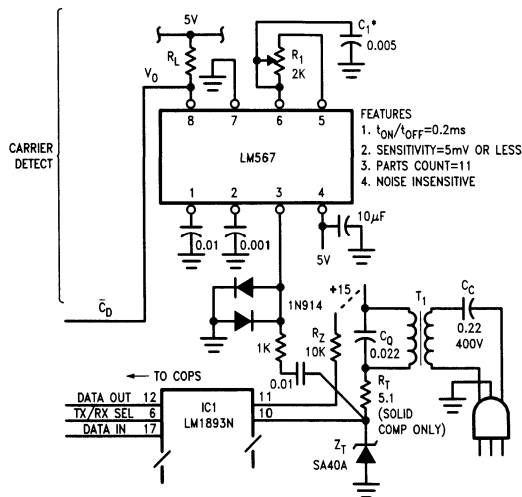 5V
C1*
0.005
RL
R1
2K
VO
8
7
6
5
CARRIER
DETECT
LM567
FEATURES
1. tON/tOFF=0.2ms
2. SENSITIVITY=5mV OR LESS
3. PARTS COUNT=11
4. NOISE INSENSITIVE
1
2
3
4
0.01
0.001
10µF
5V
C̄D
1N914
+15
T1
CC
0.22
400V
1K
RZ
10K
CQ
0.022
0.01
← TO COPS
RT
5.1
(SOLID
COMP ONLY)
DATA OUT 12
TX/RX SEL 6
DATA IN 17
IC1
LM1893N
11
10
ZT
SA40A